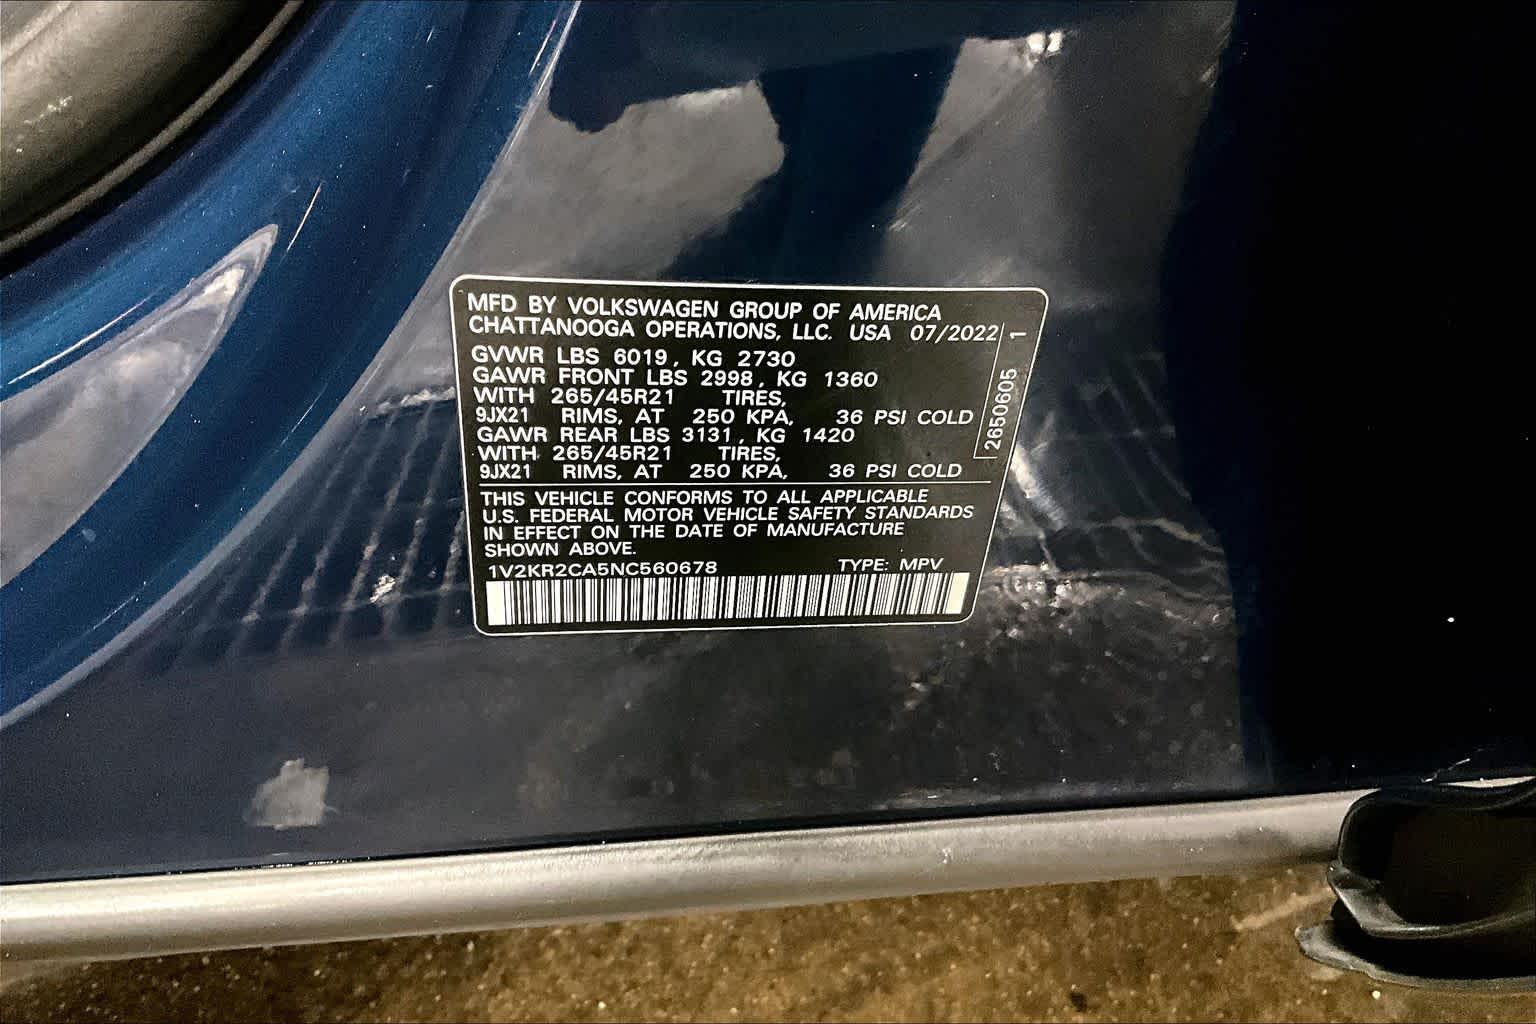 MFD BY VOLKSWAGEN GROUP OF AMERICA
CHATTANOOGA OPERATIONS, LLC. USA 07/2022
GVWR LBS 6019, KG 2730
GAWR FRONT LBS 2998, KG 1360
WITH 265/45R21 TIRES,
9JX21 RIMS, AT 250 KPA, 36 PSI COLD
GAWR REAR LBS 3131, KG 1420
WITH 265/45R21 TIRES,
9JX21 RIMS, AT 250 KPA, 36 PSI COLD
2650605 1
THIS VEHICLE CONFORMS TO ALL APPLICABLE
U.S. FEDERAL MOTOR VEHICLE SAFETY STANDARDS
IN EFFECT ON THE DATE OF MANUFACTURE
SHOWN ABOVE.
1V2KR2CA5NC560678 TYPE: MPV